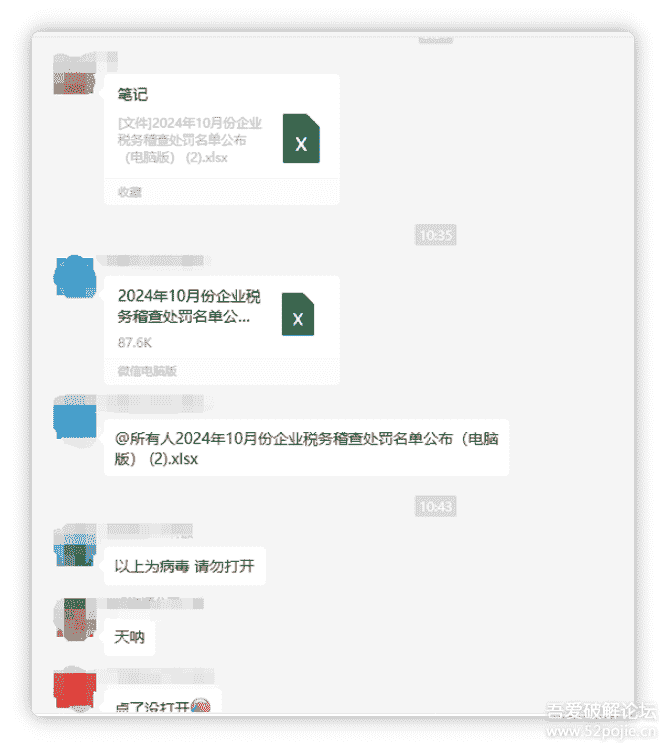 笔记
[文件]2024年10月份企业
税务稽查处罚名单公布
（电脑版） (2).xlsx
X
收藏
10:35
2024年10月份企业税
务稽查处罚名单公...
X
87.6K
微信电脑版
@所有人2024年10月份企业税务稽查处罚名单公布（电脑
版） (2).xlsx
10:43
以上为病毒 请勿打开
天呐
点了没打开
吾爱破解论坛
www.52pojie.cn